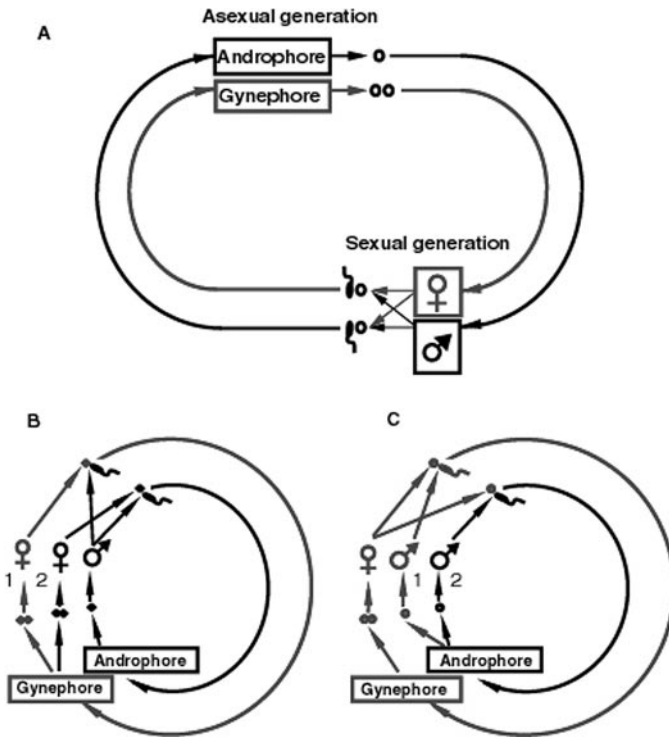 Asexual generation
A
Androphore
Gynephore
Sexual generation
B
C
1 2
1 2
Androphore
Gynephore
Androphore
Gynephore